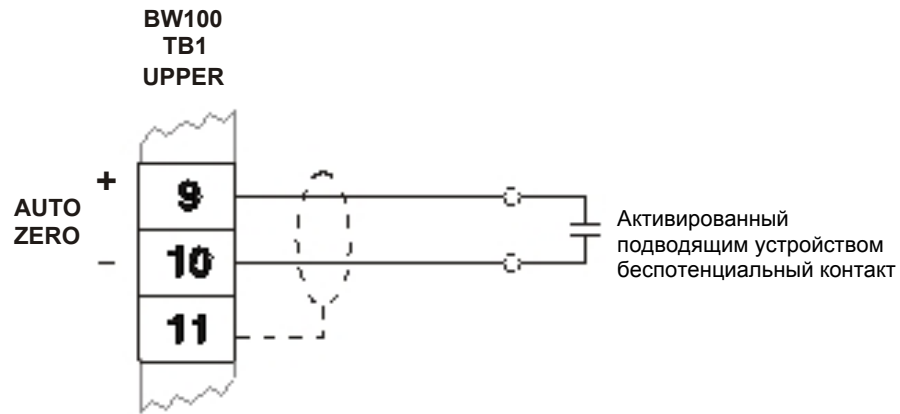 BW100
TB1
UPPER
+
9
AUTO
ZERO
Активированный
подводящим устройством
беспотенциальный контакт
–
10
11